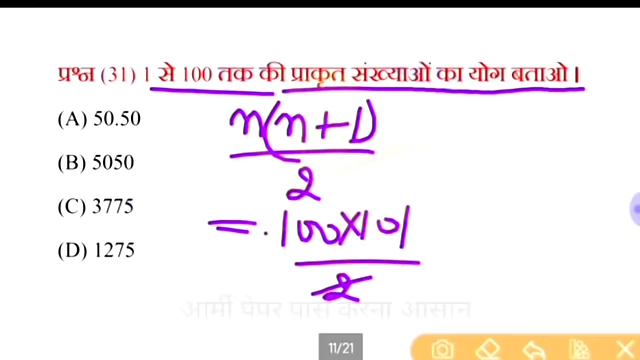 प्रश्न (31) 1 से 100 तक की प्राकृत संख्याओं का योग बताओ।
(A) 50.50
(B) 5050
(C) 3775
(D) 1275
n(n+1)
2
= 100×101
2
आर्मी पेपर पास करना आसान
11/21